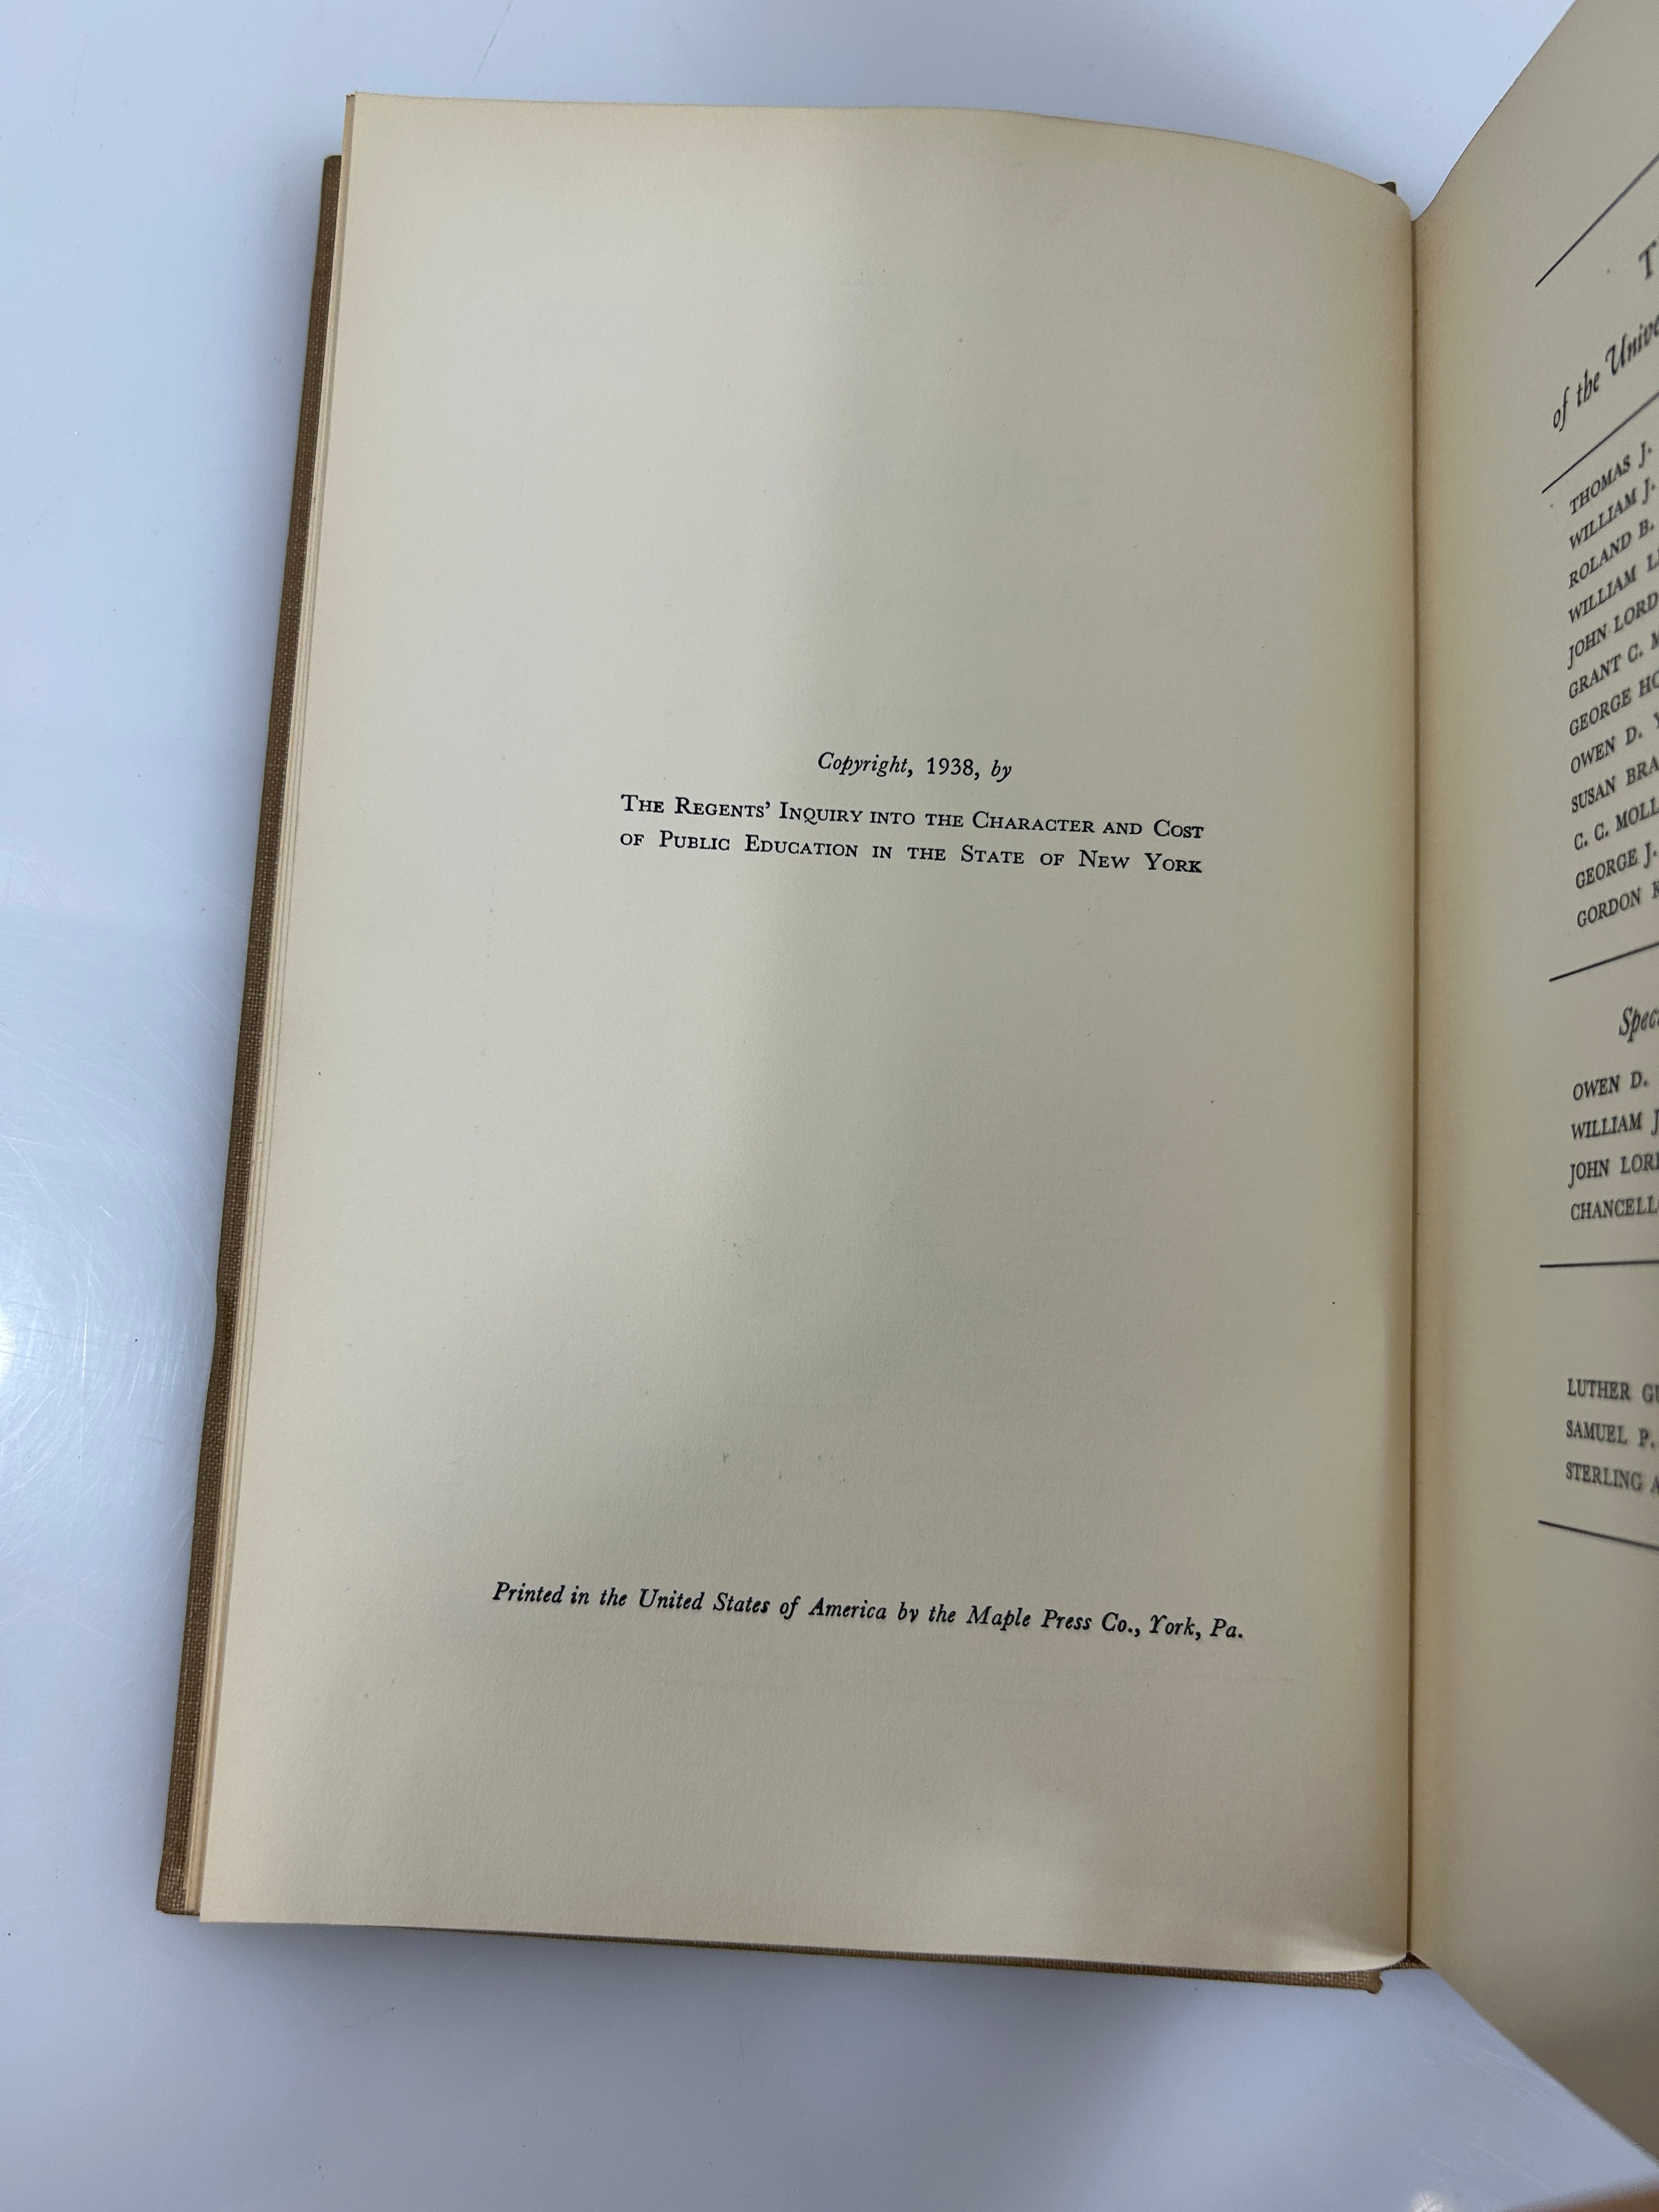 Copyright, 1938, by
The Regents' Inquiry into the Character and Cost
of Public Education in the State of New York
Printed in the United States of America by the Maple Press Co., York, Pa.
of the
THOMAS J.
WILLIAM J.
ROLAND B.
WILLIAM
JOHN LORD
GRANT C.
GEORGE
OWEN D.
SUSAN
C. C.
GEORGE J.
GORDON
OWEN D.
WILLIAM J
JOHN
LUTHER
SAMUEL P.
STERLING